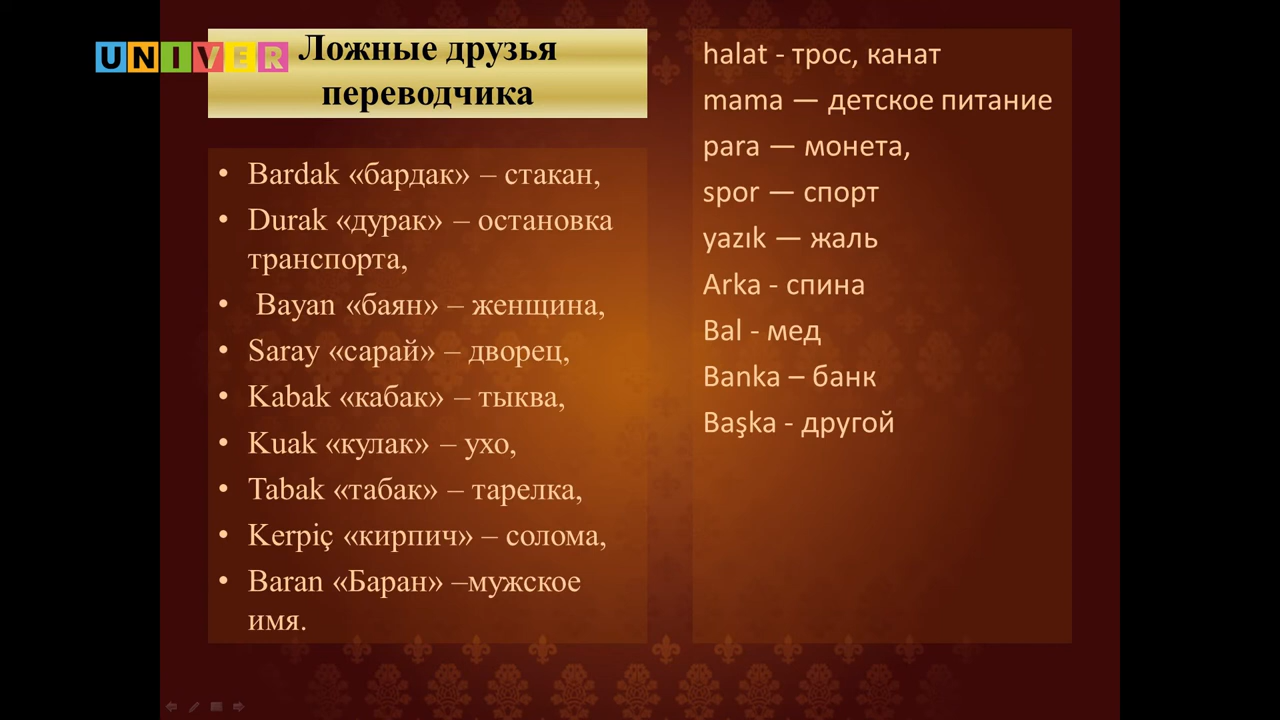 UNIVER
Ложные друзья
переводчика
• Bardak «бардак» – стакан,
• Durak «дурак» – остановка
транспорта,
• Bayan «баян» – женщина,
• Saray «сарай» – дворец,
• Kabak «кабак» – тыква,
• Kuak «кулак» – ухо,
• Tabak «табак» – тарелка,
• Kerpiç «кирпич» – солома,
• Baran «Баран» –мужское
имя.
halat - трос, канат
mama — детское питание
para — монета,
spor — спорт
yazık — жаль
Arka - спина
Bal - мед
Banka – банк
Başka - другой